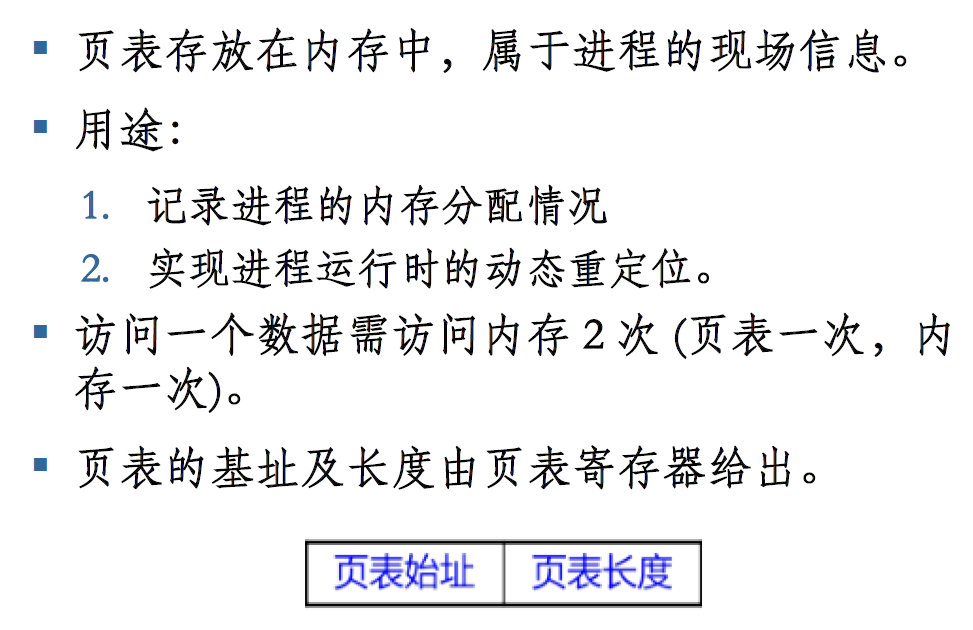 ▪ 页表存放在内存中，属于进程的现场信息。
▪ 用途：
1. 记录进程的内存分配情况
2. 实现进程运行时的动态重定位。
▪ 访问一个数据需访问内存 2 次 (页表一次，内
存一次)。
▪ 页表的基址及长度由页表寄存器给出。
页表始址 页表长度